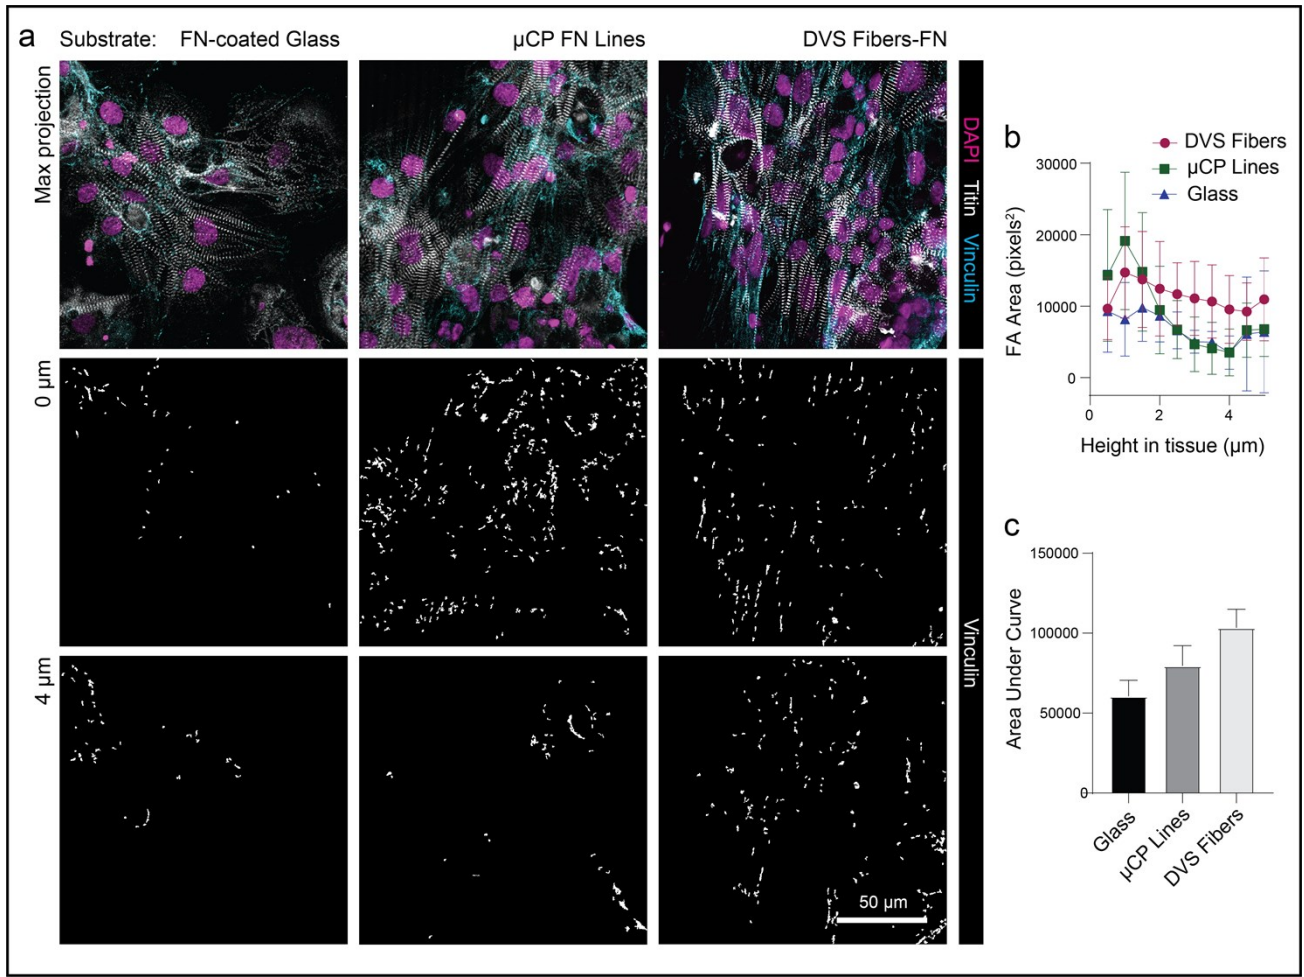 a
Substrate: FN-coated Glass µCP FN Lines DVS Fibers-FN
Max projection
DAPI Titin Vinculin
0 µm
4 µm
Vinculin
50 µm
b
DVS Fibers
µCP Lines
Glass
FA Area (pixels²)
30000
20000
10000
0
0 2 4
Height in tissue (µm)
c
Area Under Curve
150000
100000
50000
0
Glass
µCP Lines
DVS Fibers